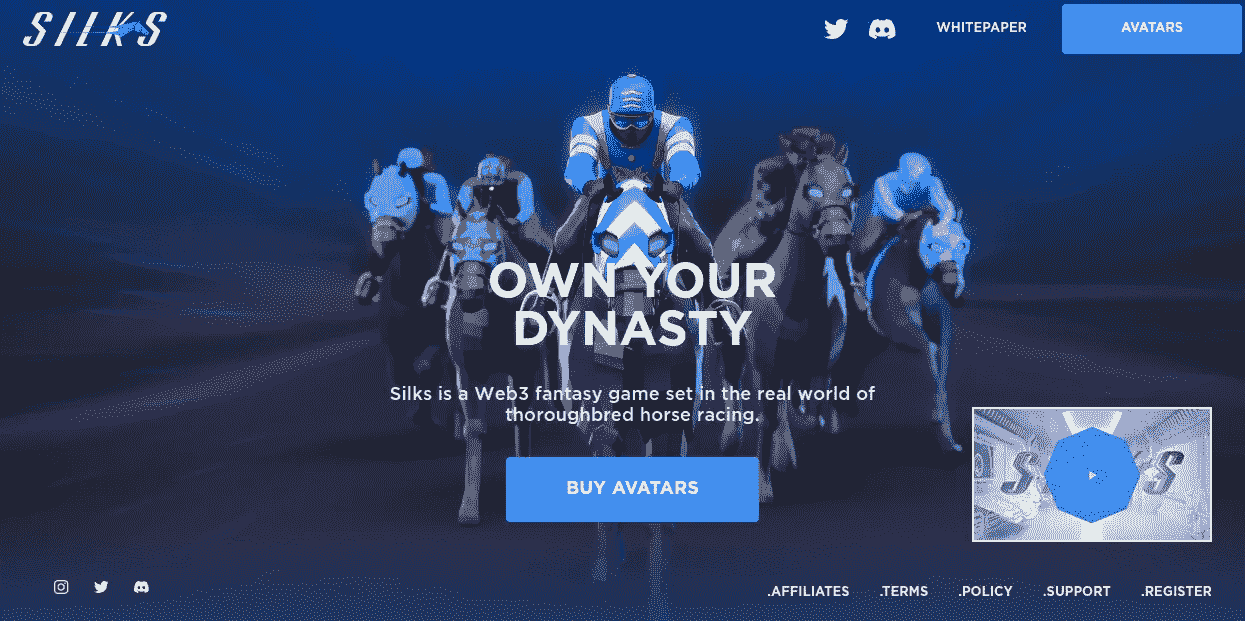 SILKS
WHITEPAPER
AVATARS
OWN YOUR
DYNASTY
Silks is a Web3 fantasy game set in the real world of
thoroughbred horse racing.
BUY AVATARS
.AFFILIATES
.TERMS
.POLICY
.SUPPORT
.REGISTER